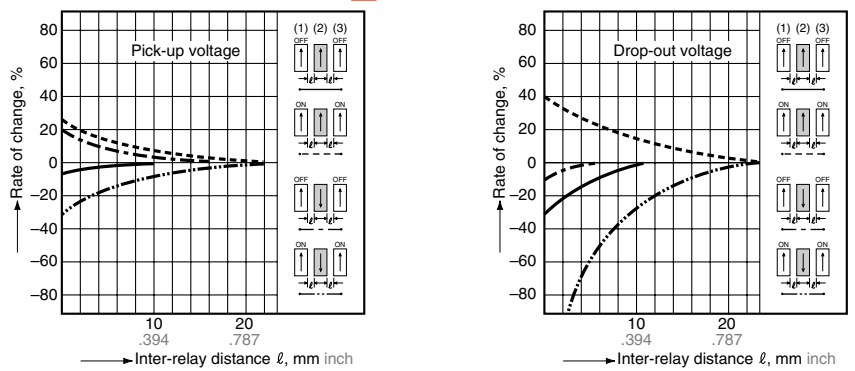 Pick-up voltage
Rate of change, %
80
60
40
20
0
–20
–40
–60
–80
10 20
.394 .787
Inter-relay distance ℓ, mm inch
(1) (2) (3)
OFF OFF
ℓ ℓ
ON ON
ℓ ℓ
OFF OFF
ℓ ℓ
ON ON
ℓ ℓ
Drop-out voltage
Rate of change, %
80
60
40
20
0
–20
–40
–60
–80
10 20
.394 .787
Inter-relay distance ℓ, mm inch
(1) (2) (3)
OFF OFF
ℓ ℓ
ON ON
ℓ ℓ
OFF OFF
ℓ ℓ
ON ON
ℓ ℓ